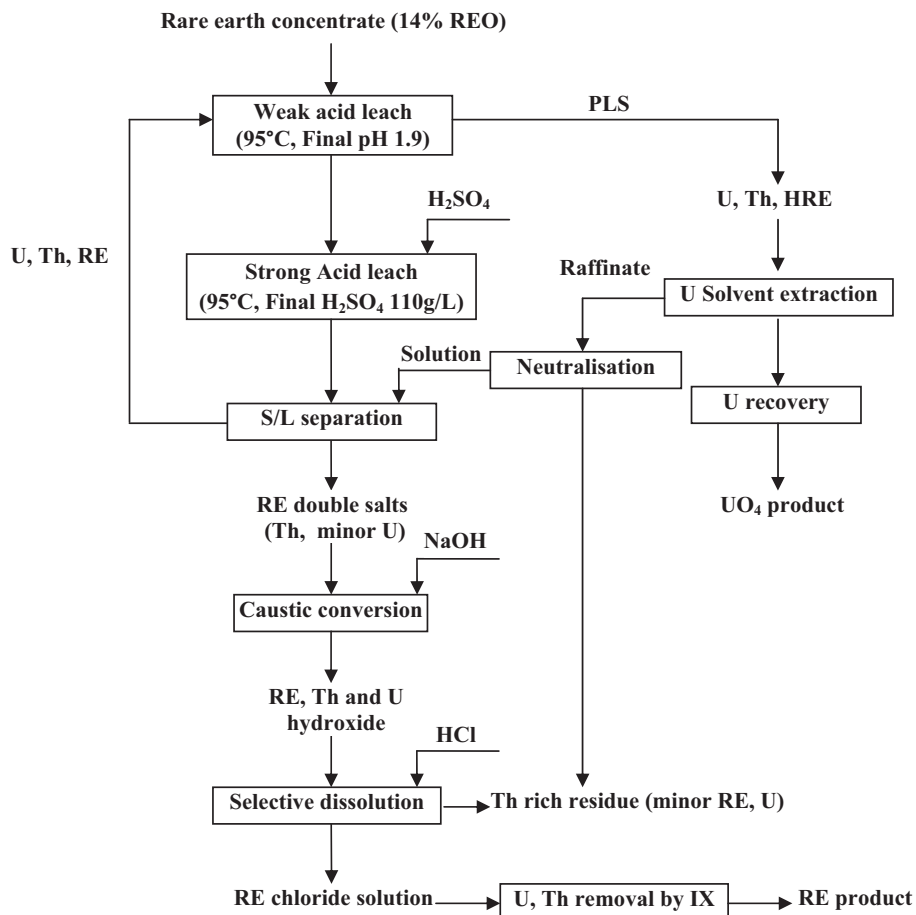 Rare earth concentrate (14% REO)
Weak acid leach
(95°C, Final pH 1.9)
PLS
H₂SO₄
U, Th, HRE
U, Th, RE
Strong Acid leach
(95°C, Final H₂SO₄ 110g/L)
Raffinate
U Solvent extraction
Solution
Neutralisation
U recovery
S/L separation
RE double salts
(Th, minor U)
UO₄ product
NaOH
Caustic conversion
RE, Th and U
hydroxide
HCl
Selective dissolution
Th rich residue (minor RE, U)
RE chloride solution
U, Th removal by IX
RE product